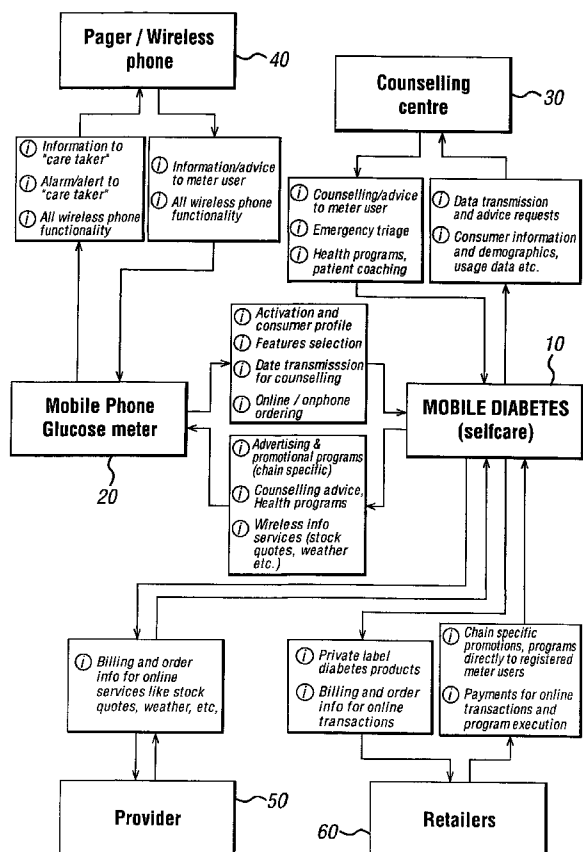 Pager / Wireless
phone
40
Counselling
centre
30
ⓘ Information to
"care taker"
ⓘ Alarm/alert to
"care taker"
ⓘ All wireless phone
functionality
ⓘ Information/advice
to meter user
ⓘ All wireless phone
functionality
ⓘ Counselling/advice
to meter user
ⓘ Emergency triage
ⓘ Health programs,
patient coaching
ⓘ Data transmission
and advice requests
ⓘ Consumer information
and demographics,
usage data etc.
ⓘ Activation and
consumer profile
ⓘ Features selection
ⓘ Date transmisssion
for counselling
ⓘ Online / onphone
ordering
Mobile Phone
Glucose meter
20
10
MOBILE DIABETES
(selfcare)
ⓘ Advertising &
promotional programs
(chain specific)
ⓘ Counselling advice,
Health programs
ⓘ Wireless info
services (stock
quotes, weather
etc.)
ⓘ Billing and order
info for online
services like stock
quotes, weather, etc,
ⓘ Private label
diabetes products
ⓘ Billing and order
info for online
transactions
ⓘ Chain specific
promotions, programs
directly to registered
meter users
ⓘ Payments for online
transactions and
program execution
Provider
50
60
Retailers